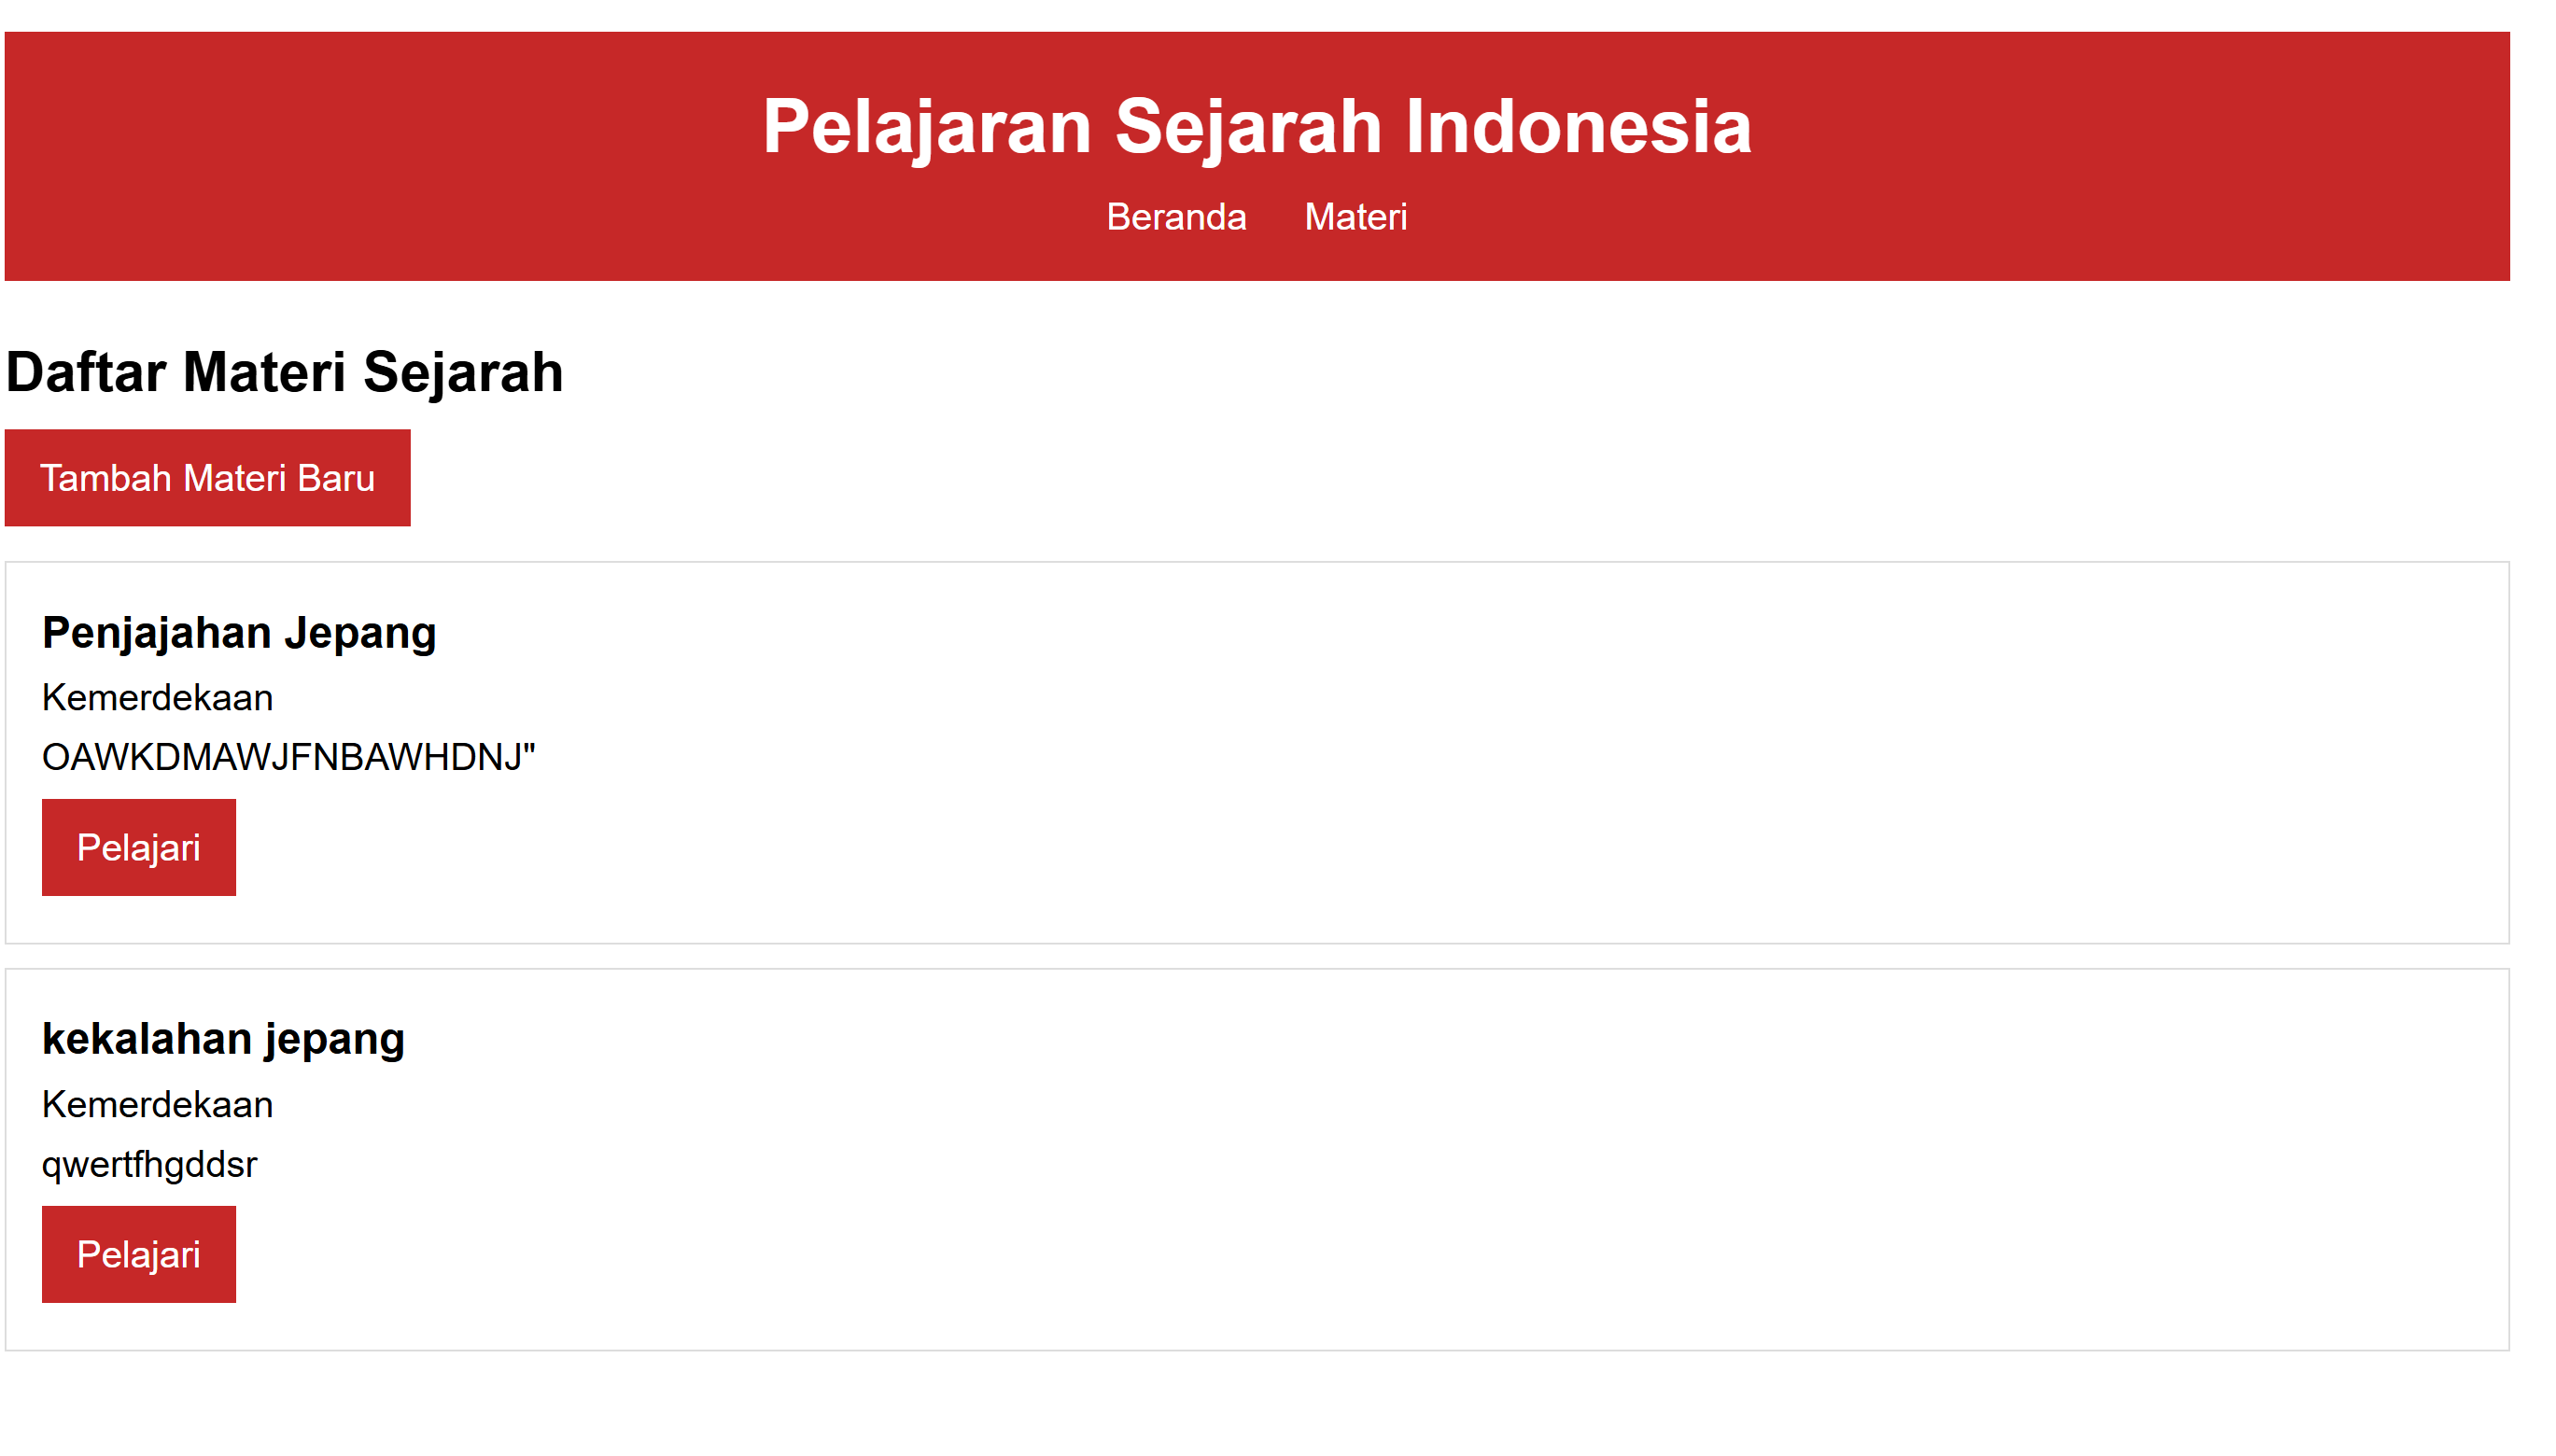 Pelajaran Sejarah Indonesia
Beranda Materi
Daftar Materi Sejarah
Tambah Materi Baru
Penjajahan Jepang
Kemerdekaan
OAWKDMAWJFNBAWHDNJ"
Pelajari
kekalahan jepang
Kemerdekaan
qwertfhgddsr
Pelajari